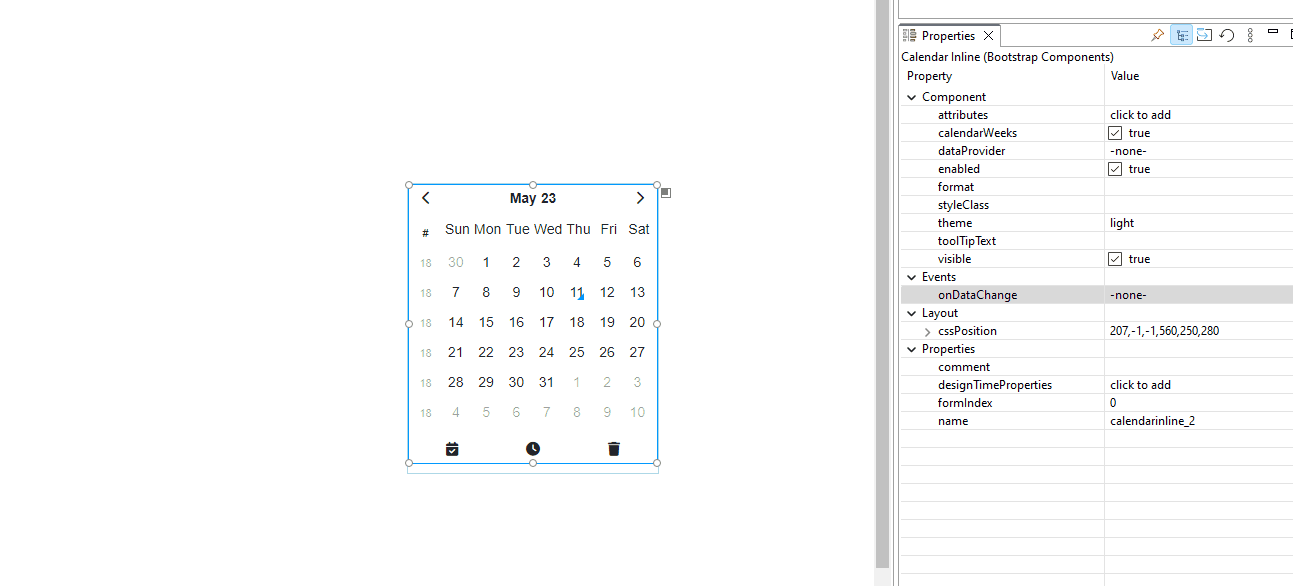 May 23
# Sun Mon Tue Wed Thu Fri Sat
18 30 1 2 3 4 5 6
18 7 8 9 10 11 12 13
18 14 15 16 17 18 19 20
18 21 22 23 24 25 26 27
18 28 29 30 31 1 2 3
18 4 5 6 7 8 9 10
Properties
Calendar Inline (Bootstrap Components)
Property Value
Component
attributes click to add
calendarWeeks true
dataProvider -none-
enabled true
format
styleClass
theme light
toolTipText
visible true
Events
onDataChange -none-
Layout
cssPosition 207,-1,-1,560,250,280
Properties
comment
designTimeProperties click to add
formIndex 0
name calendarinline_2